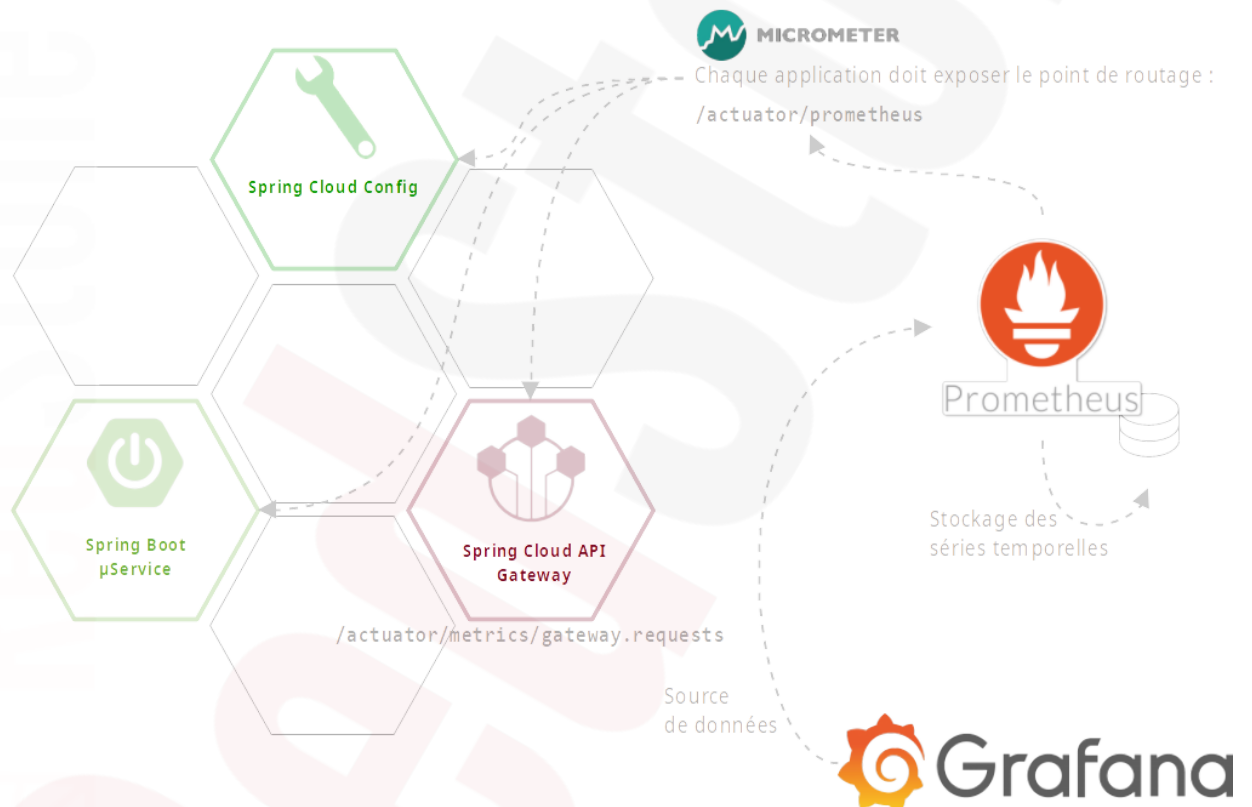 MICROMETER
Chaque application doit exposer le point de routage :
/actuator/prometheus
Spring Cloud Config
Prometheus
Spring Boot
µService
Spring Cloud API
Gateway
Stockage des
séries temporelles
/actuator/metrics/gateway.requests
Source
de données
Grafana